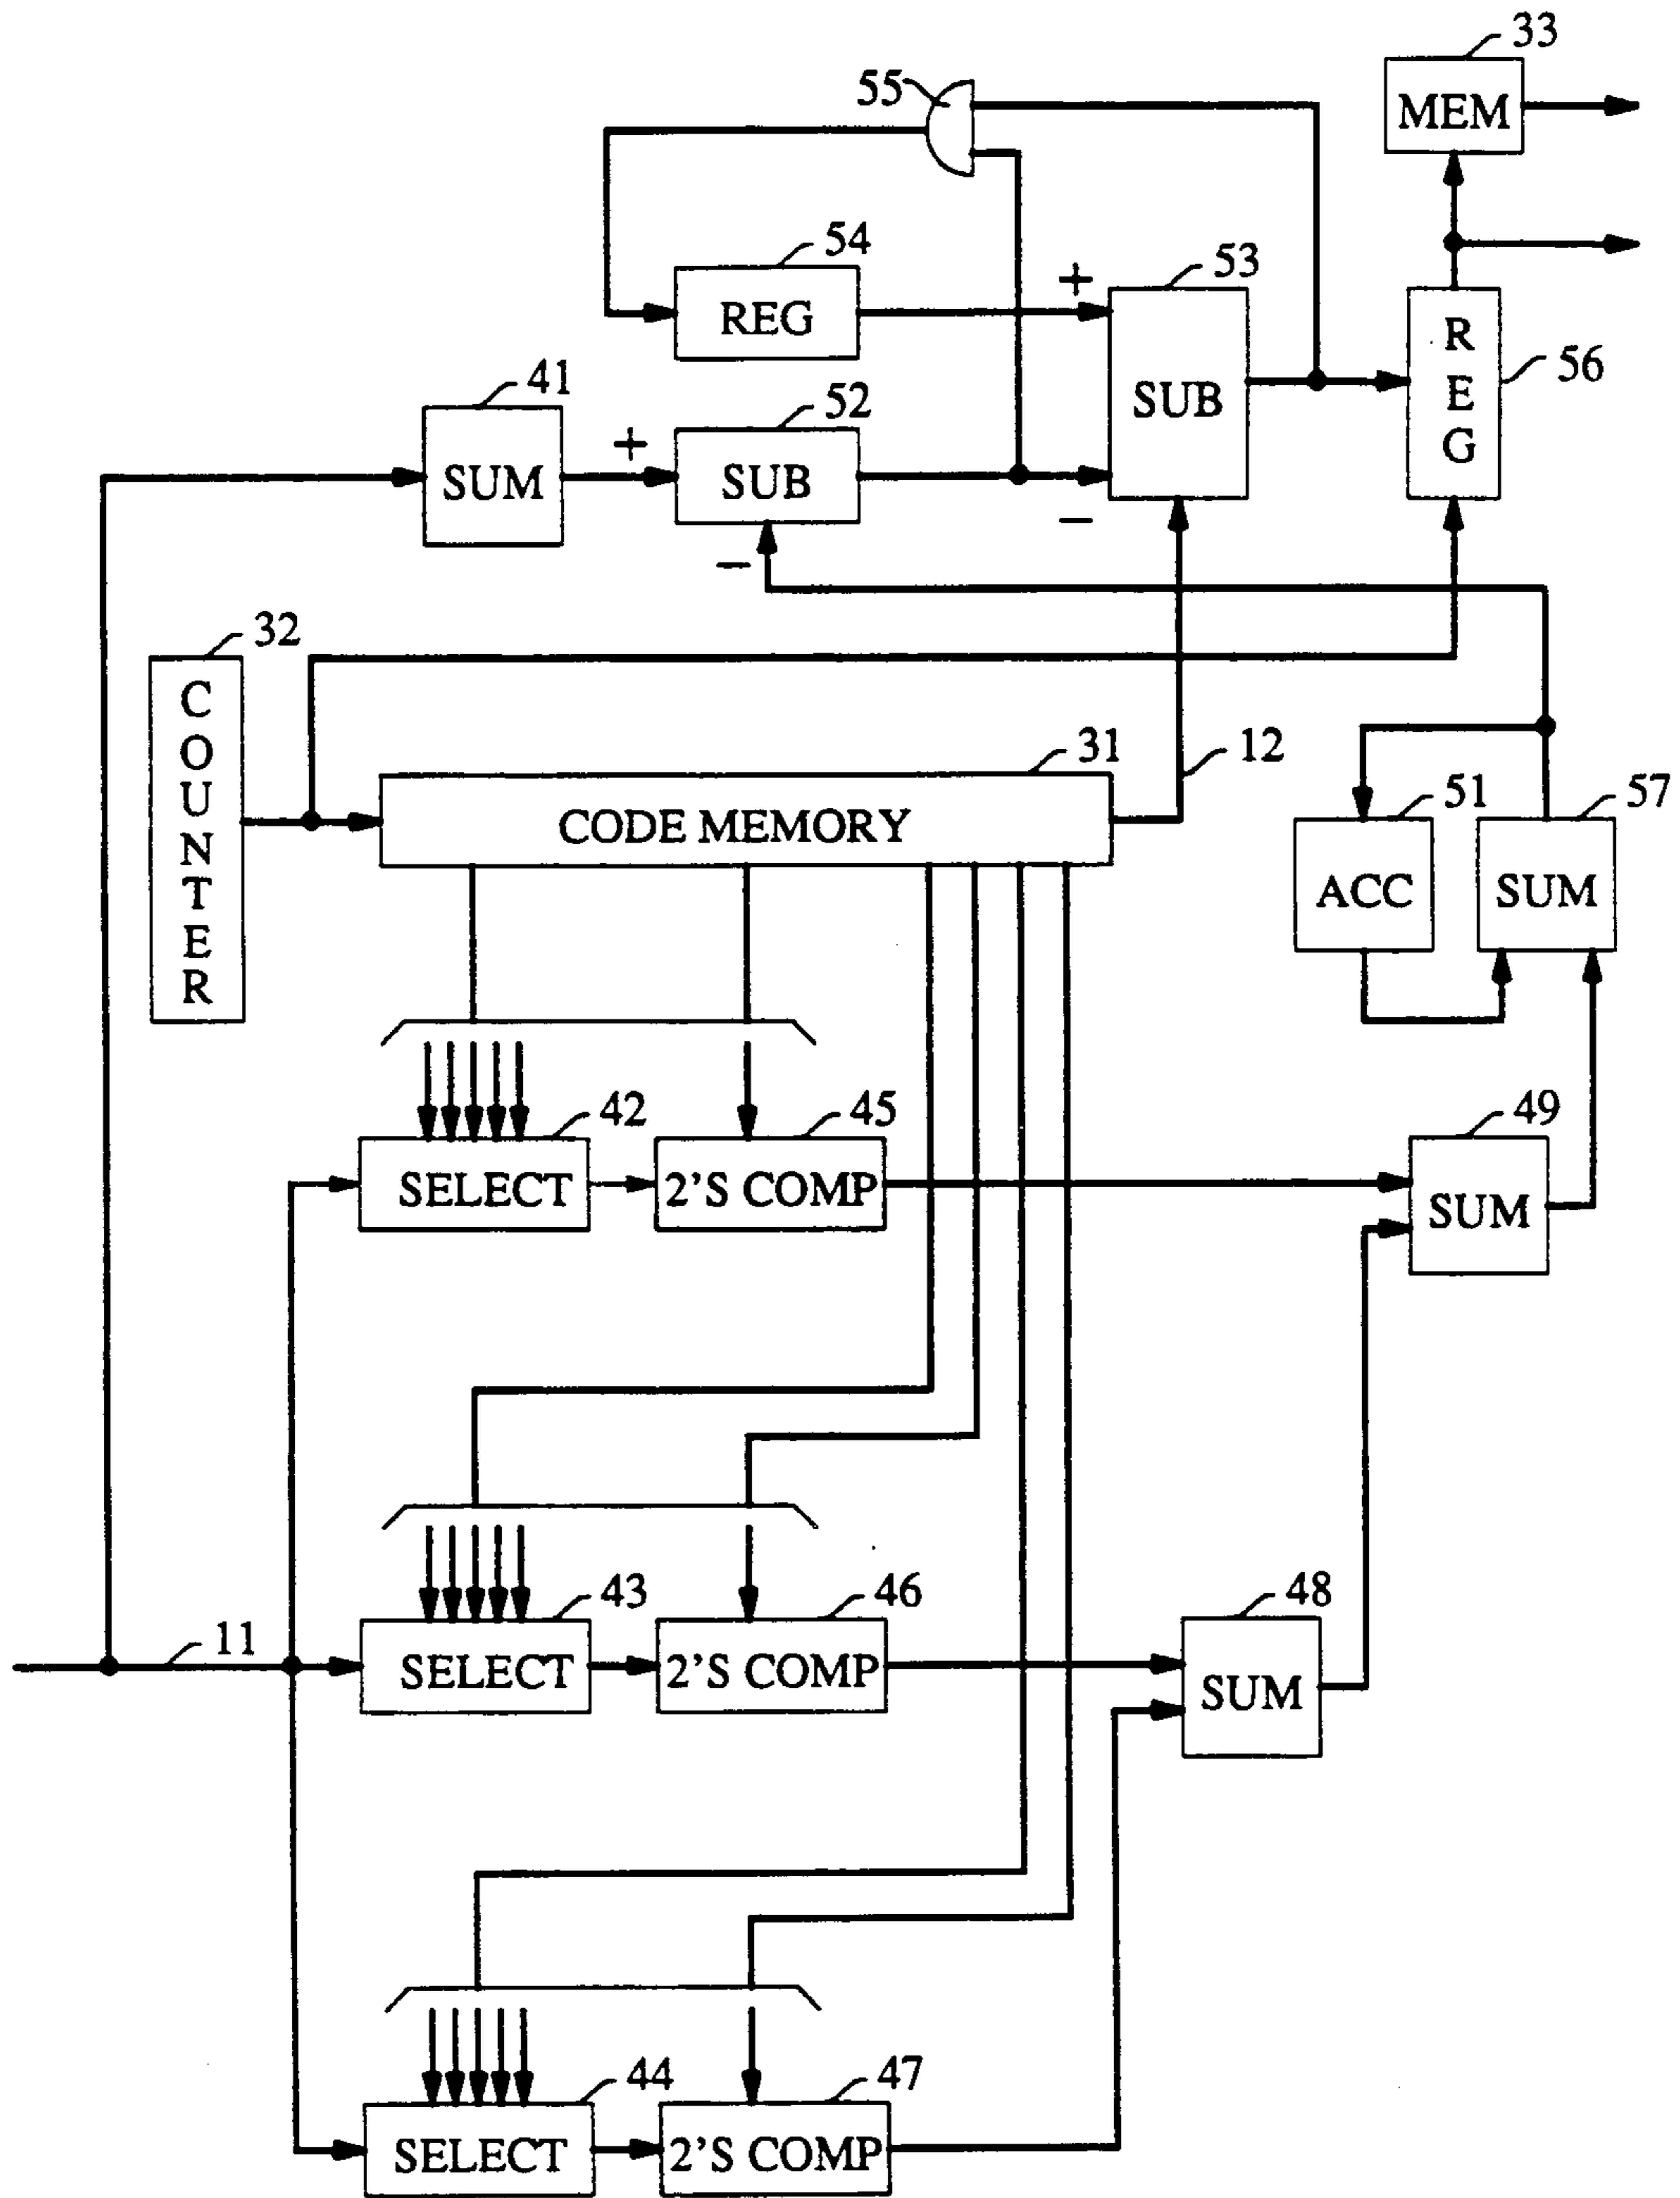 33
MEM
55
54
REG
+
53
SUB
−
REG
56
41
SUM
+
52
SUB
−
32
COUNTER
31
CODE MEMORY
12
51
ACC
57
SUM
42
SELECT
45
2'S COMP
49
SUM
43
SELECT
46
2'S COMP
48
SUM
11
44
SELECT
47
2'S COMP